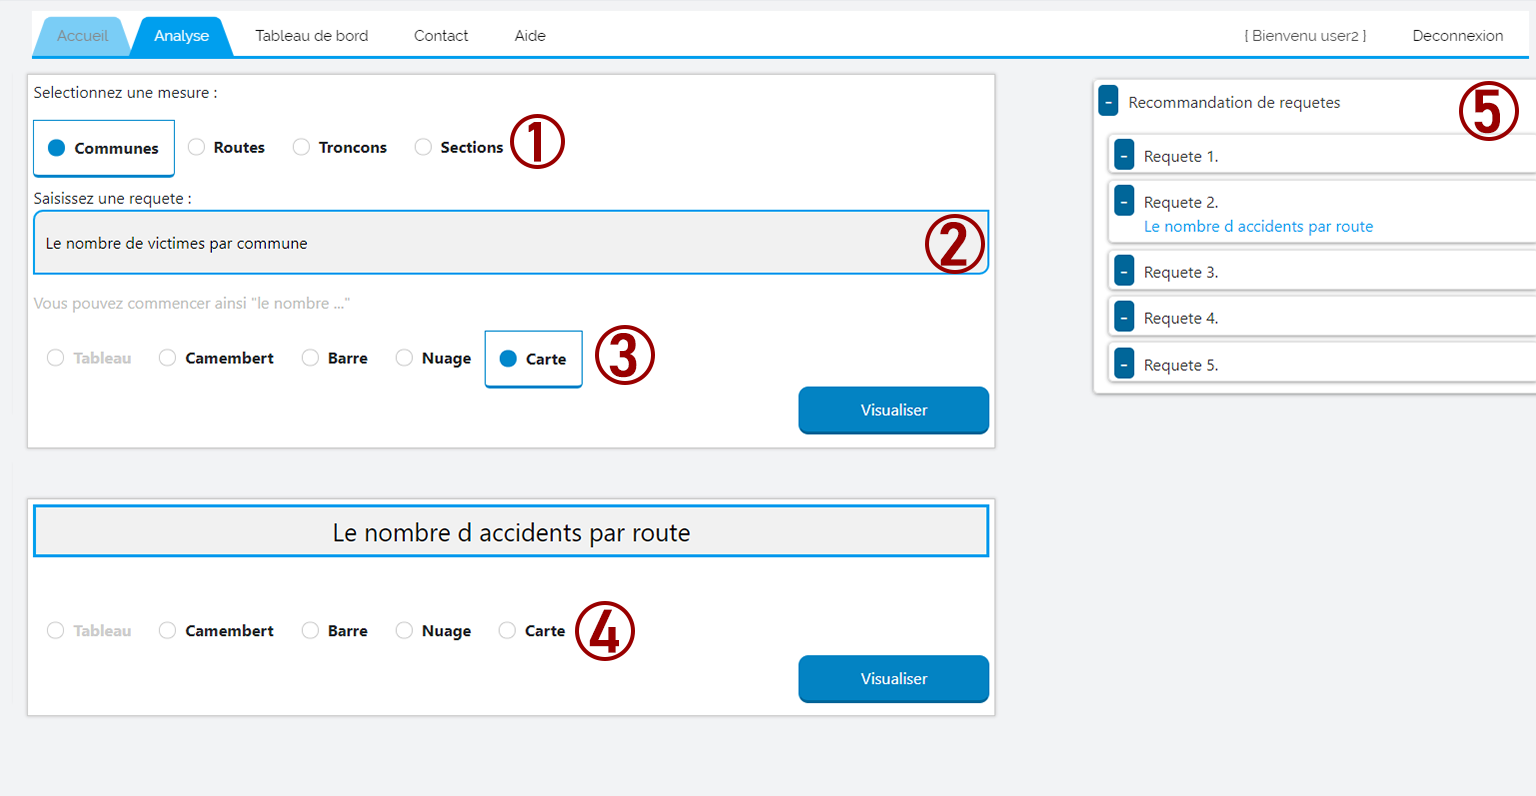 Accueil Analyse Tableau de bord Contact Aide { Bienvenu user2 } Deconnexion
Selectionnez une mesure :
Communes Routes Troncons Sections 1
Saisissez une requete :
Le nombre de victimes par commune 2
Vous pouvez commencer ainsi "le nombre ..."
Tableau Camembert Barre Nuage Carte 3
Visualiser
Le nombre d accidents par route
Tableau Camembert Barre Nuage Carte 4
Visualiser
- Recommandation de requetes 5
- Requete 1.
- Requete 2.
Le nombre d accidents par route
- Requete 3.
- Requete 4.
- Requete 5.